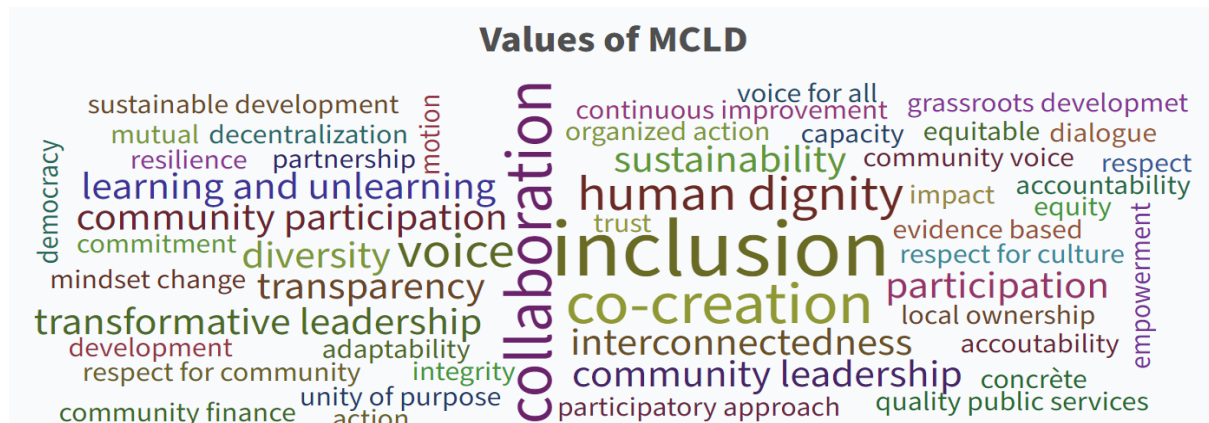 Values of MCLD
sustainable development
motion
mutual
decentralization
resilience
partnership
democracy
learning and unlearning
community participation
commitment
diversity
voice
mindset change
transparency
transformative leadership
development
adaptability
respect for community
integrity
unity of purpose
community finance
action
collaboration
voice for all
continuous improvement
grassroots developmet
organized action
capacity
equitable
dialogue
sustainability
community voice
respect
human dignity
impact
accountability
equity
trust
inclusion
evidence based
respect for culture
empowerment
co-creation
participation
local ownership
interconnectedness
accoutability
community leadership
concrète
participatory approach
quality public services